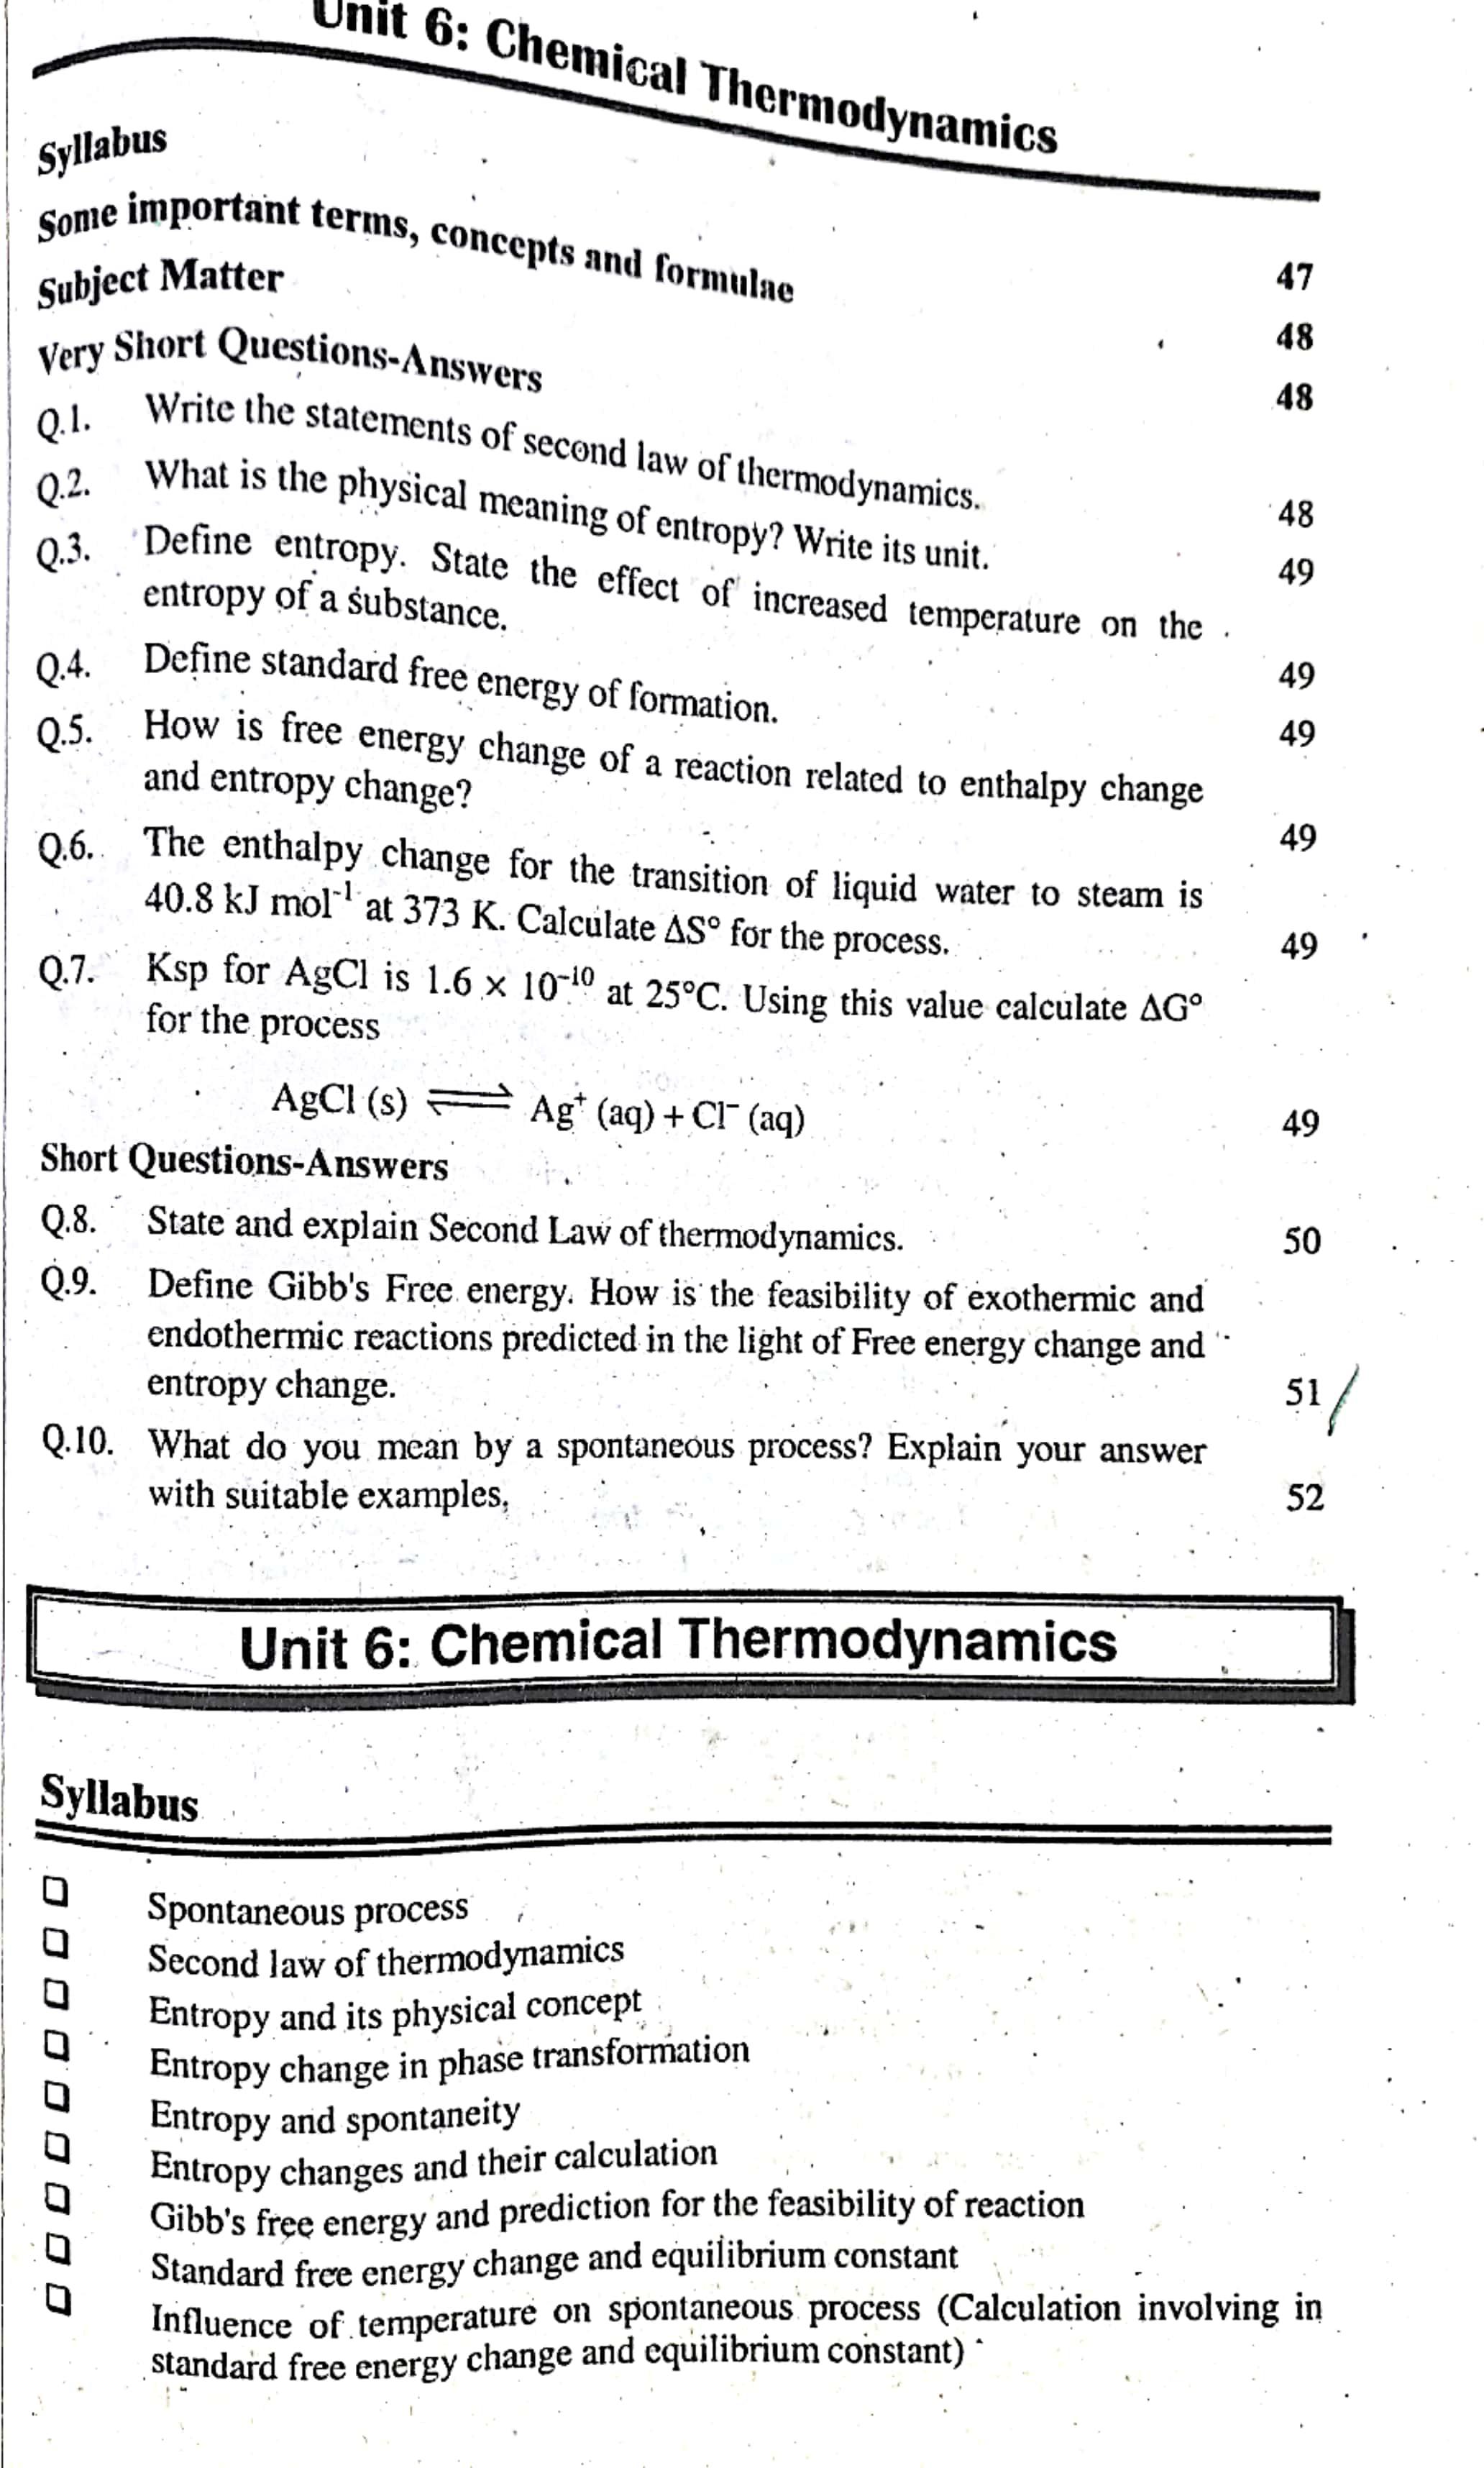 Unit 6: Chemical Thermodynamics
Syllabus
Some important terms, concepts and formulae 47
Subject Matter 48
Very Short Questions-Answers 48
Q.1. Write the statements of second law of thermodynamics. 48
Q.2. What is the physical meaning of entropy? Write its unit. 49
Q.3. Define entropy. State the effect of increased temperature on the
entropy of a substance. 49
Q.4. Define standard free energy of formation. 49
Q.5. How is free energy change of a reaction related to enthalpy change
and entropy change? 49
Q.6. The enthalpy change for the transition of liquid water to steam is
40.8 kJ mol⁻¹ at 373 K. Calculate ΔS° for the process. 49
Q.7. Ksp for AgCl is 1.6 × 10⁻¹⁰ at 25°C. Using this value calculate ΔG°
for the process
AgCl (s) ⇌ Ag⁺ (aq) + Cl⁻ (aq) 49
Short Questions-Answers
Q.8. State and explain Second Law of thermodynamics. 50
Q.9. Define Gibb's Free energy. How is the feasibility of exothermic and
endothermic reactions predicted in the light of Free energy change and
entropy change. 51
Q.10. What do you mean by a spontaneous process? Explain your answer
with suitable examples. 52
Unit 6: Chemical Thermodynamics
Syllabus
❑ Spontaneous process
❑ Second law of thermodynamics
❑ Entropy and its physical concept
❑ Entropy change in phase transformation
❑ Entropy and spontaneity
❑ Entropy changes and their calculation
❑ Gibb's free energy and prediction for the feasibility of reaction
❑ Standard free energy change and equilibrium constant
❑ Influence of temperature on spontaneous process (Calculation involving in
standard free energy change and equilibrium constant)